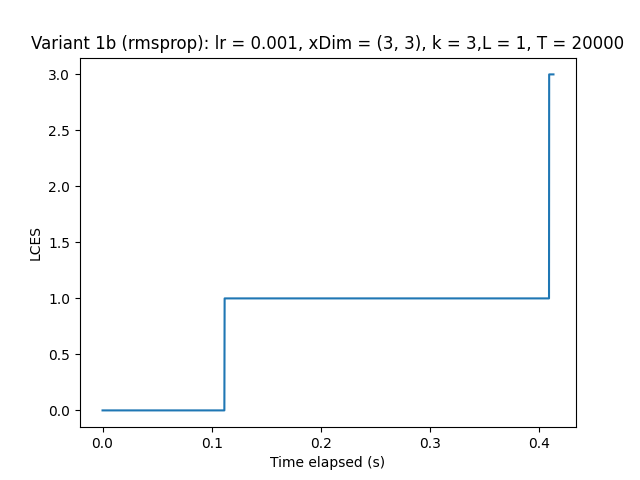 Variant 1b (rmsprop): lr = 0.001, xDim = (3, 3), k = 3,L = 1, T = 20000
3.0
2.5
2.0
1.5
1.0
0.5
0.0
LCES
0.0 0.1 0.2 0.3 0.4
Time elapsed (s)